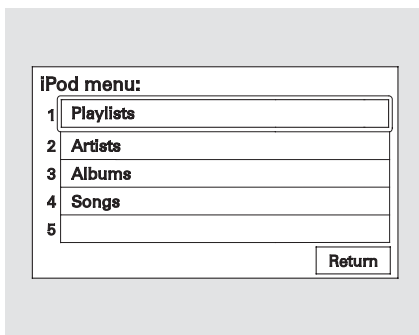 iPod menu:
1 Playlists
2 Artists
3 Albums
4 Songs
5
Return